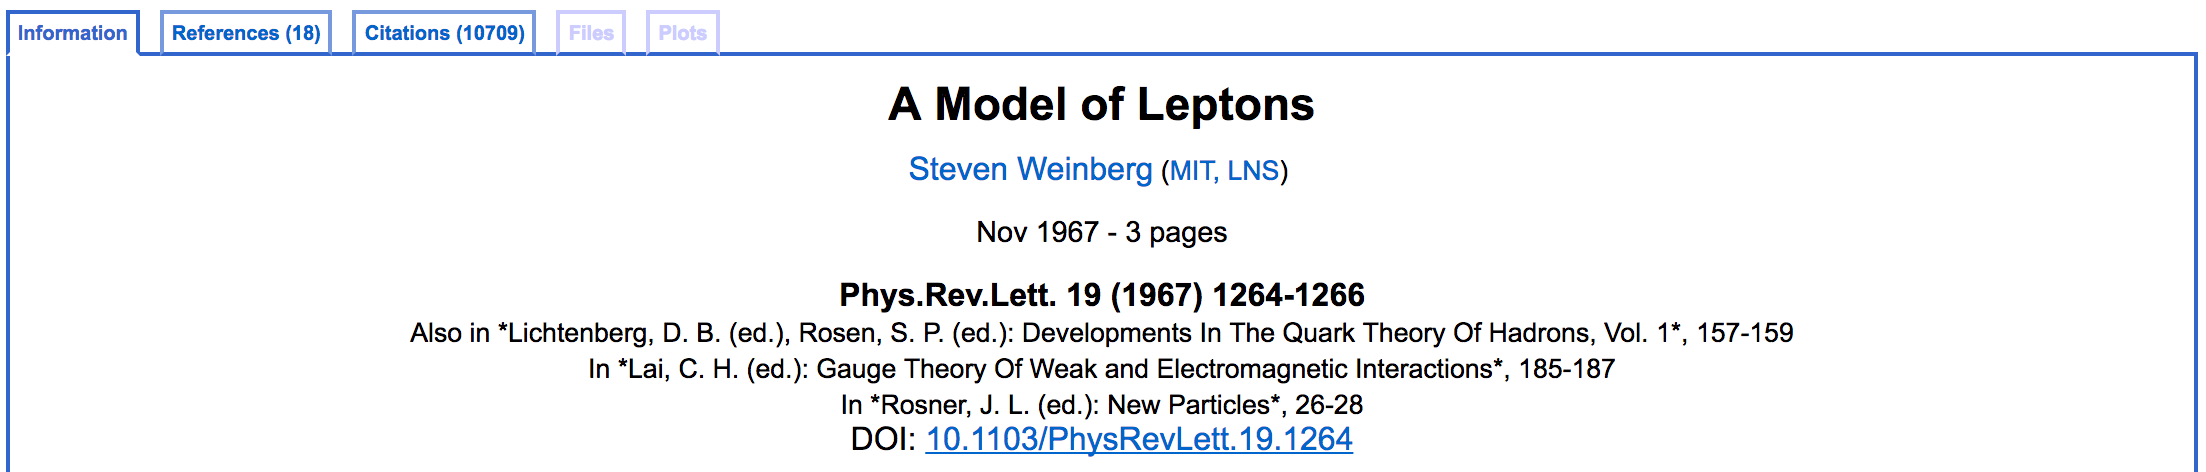 Information References (18) Citations (10709) Files Plots
A Model of Leptons
Steven Weinberg (MIT, LNS)
Nov 1967 - 3 pages
Phys.Rev.Lett. 19 (1967) 1264-1266
Also in *Lichtenberg, D. B. (ed.), Rosen, S. P. (ed.): Developments In The Quark Theory Of Hadrons, Vol. 1*, 157-159
In *Lai, C. H. (ed.): Gauge Theory Of Weak and Electromagnetic Interactions*, 185-187
In *Rosner, J. L. (ed.): New Particles*, 26-28
DOI: 10.1103/PhysRevLett.19.1264